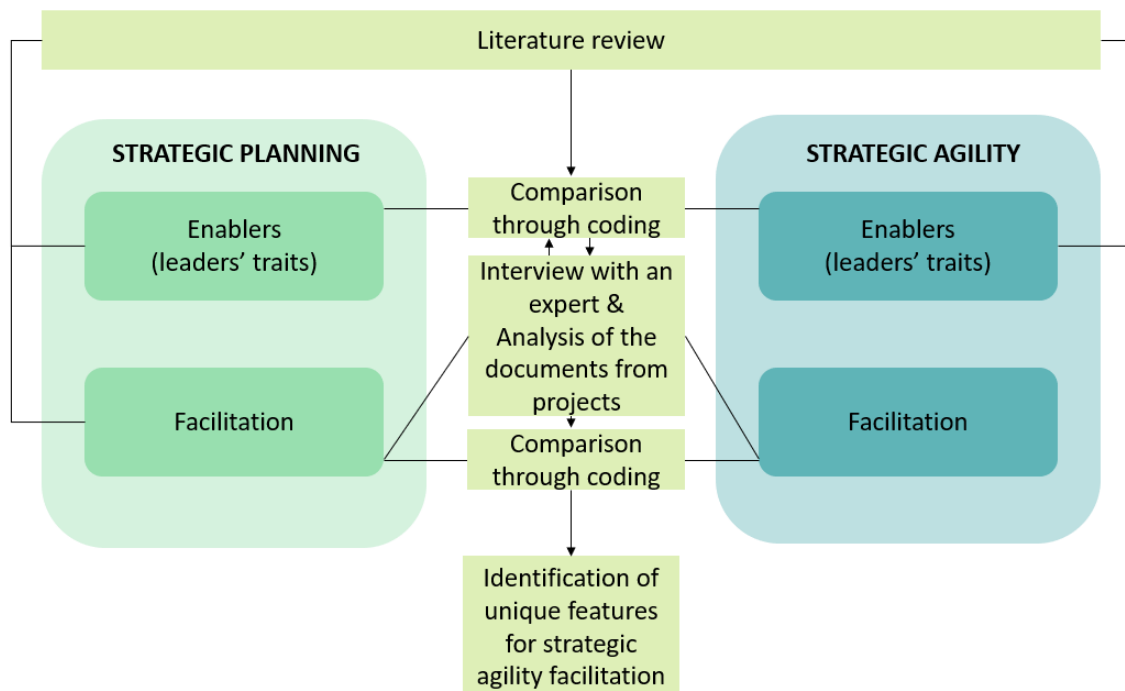 Literature review
STRATEGIC PLANNING
Enablers
(leaders’ traits)
Facilitation
Comparison
through coding
Interview with an
expert &
Analysis of the
documents from
projects
Comparison
through coding
Identification of
unique features
for strategic
agility facilitation
STRATEGIC AGILITY
Enablers
(leaders’ traits)
Facilitation